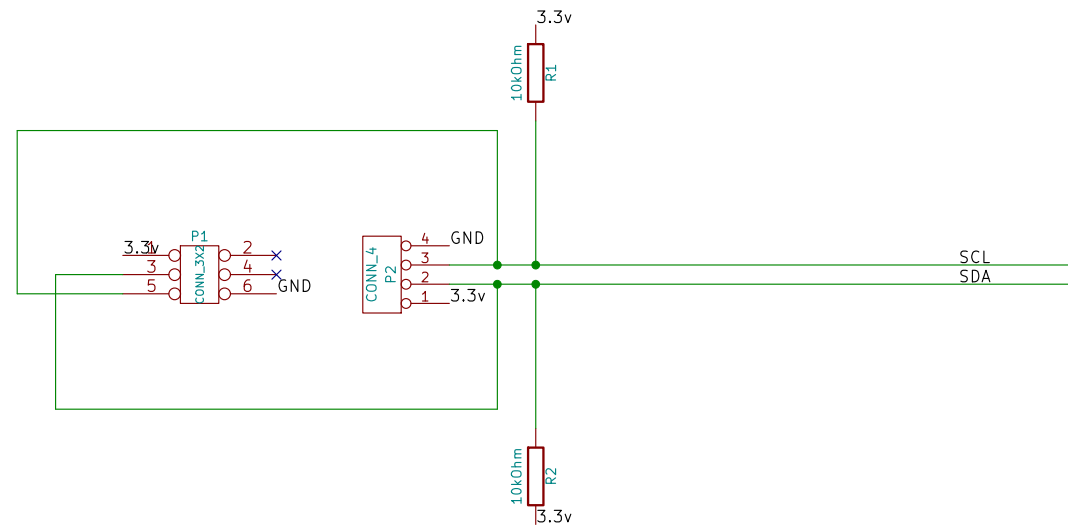 3.3v
10kOhm
R1
P1
3.3v
1
2
3
4
5
6
CONN_3X2
GND
CONN_4
P2
4
GND
3
2
1
3.3v
SCL
SDA
10kOhm
R2
3.3v